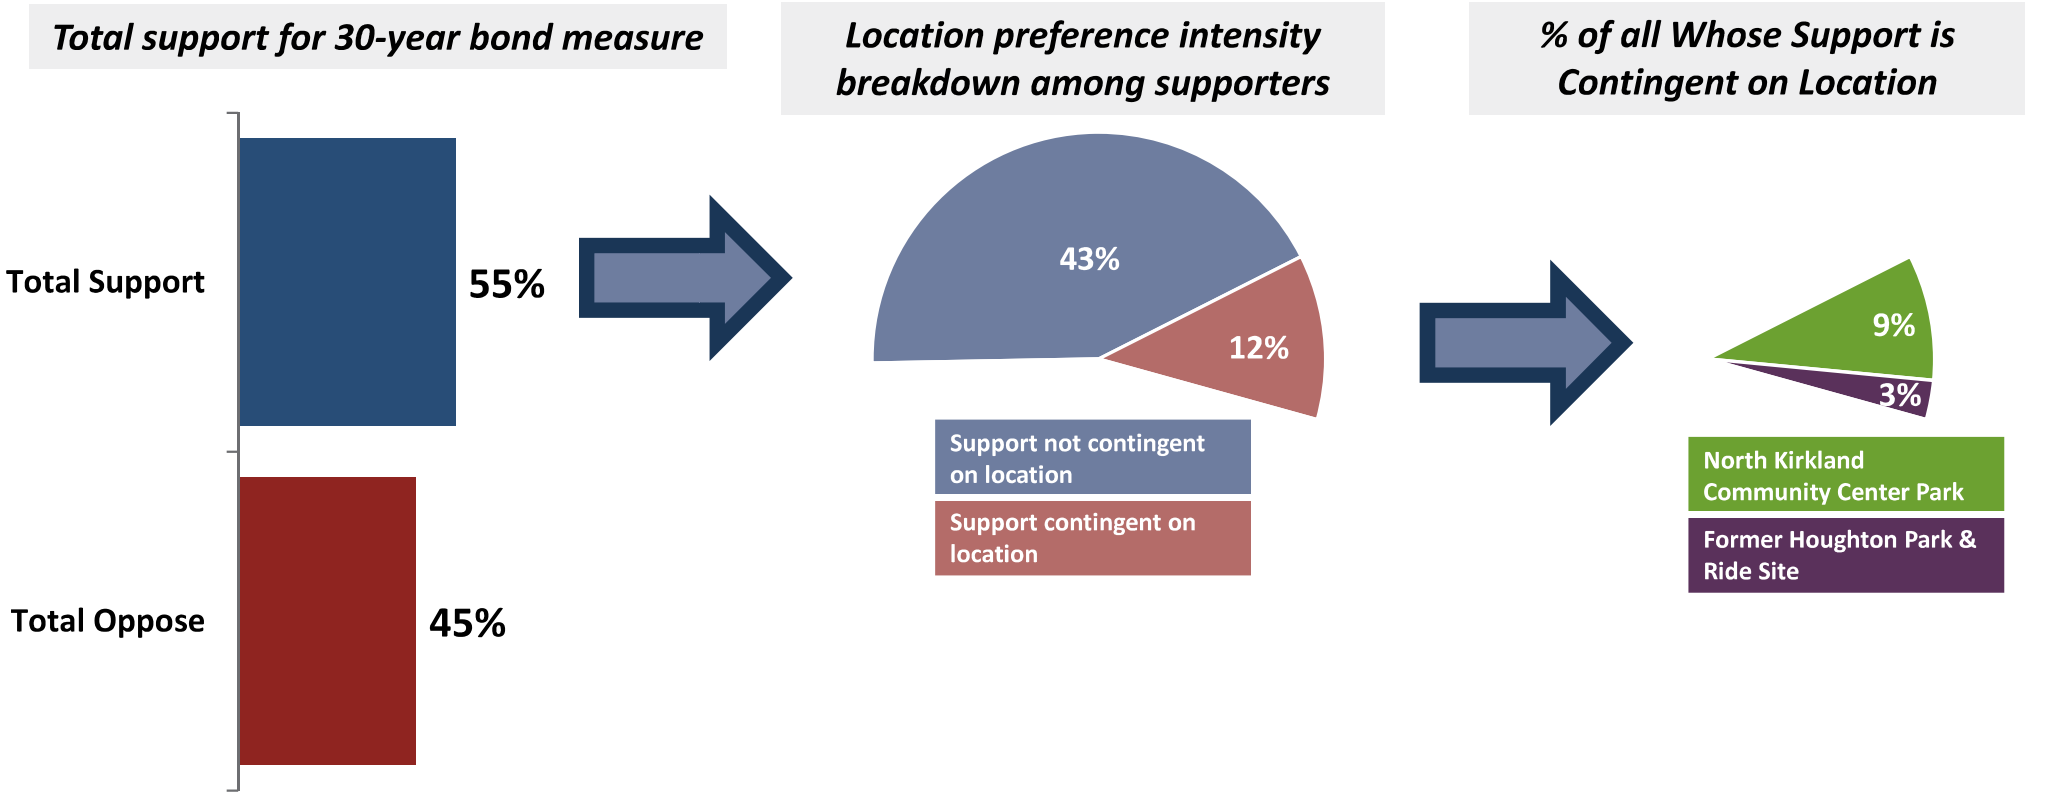 Total support for 30-year bond measure
Total Support
55%
Total Oppose
45%
Location preference intensity
breakdown among supporters
43%
12%
Support not contingent
on location
Support contingent on
location
% of all Whose Support is
Contingent on Location
9%
3%
North Kirkland
Community Center Park
Former Houghton Park &
Ride Site